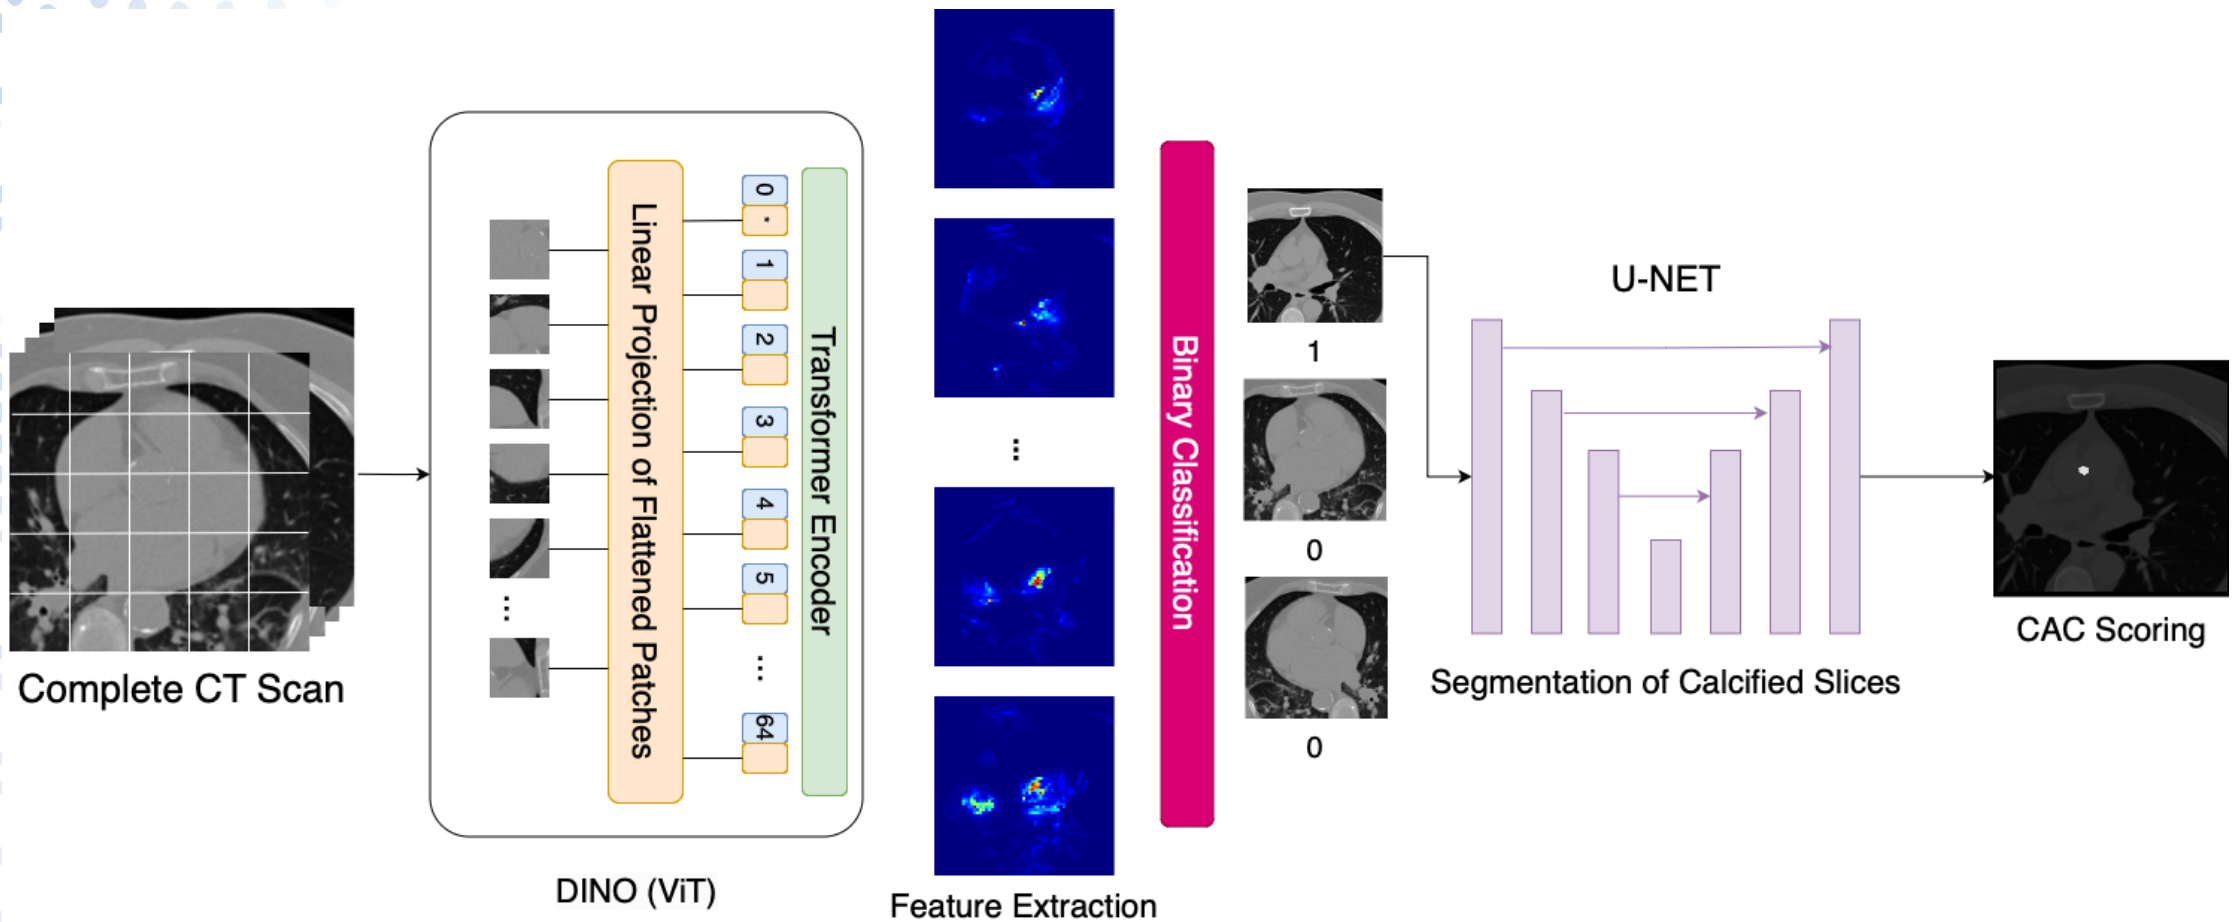 Complete CT Scan
Linear Projection of Flattened Patches
0
*
1
2
3
4
5
...
...
64
Transformer Encoder
DINO (ViT)
...
Feature Extraction
Binary Classification
1
0
0
U-NET
Segmentation of Calcified Slices
CAC Scoring